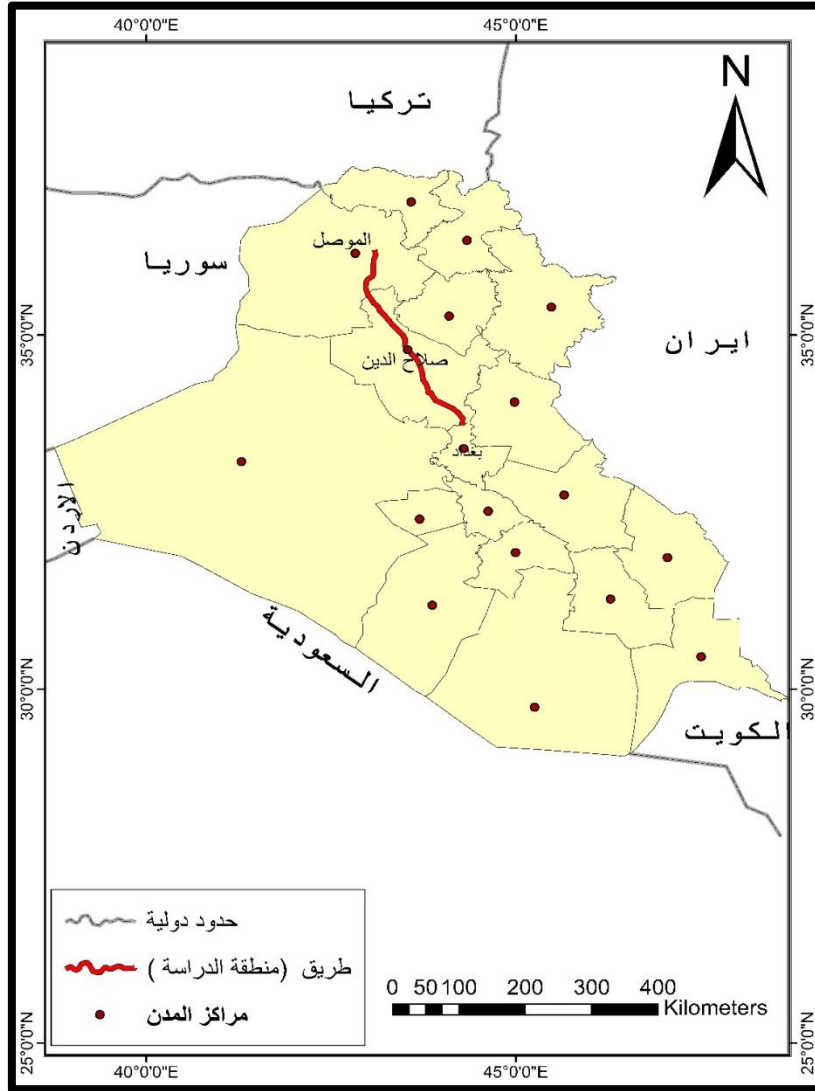 40°0'0"E
45°0'0"E
N
تركيا
الموصل
سوريا
35°0'0"N
35°0'0"N
ايران
صلاح الدين
بغداد
الاردن
السعودية
30°0'0"N
30°0'0"N
الكويت
حدود دولية
طريق (منطقة الدراسة )
مراكز المدن
0 50 100 200 300 400
Kilometers
25°0'0"N
25°0'0"N
40°0'0"E
45°0'0"E